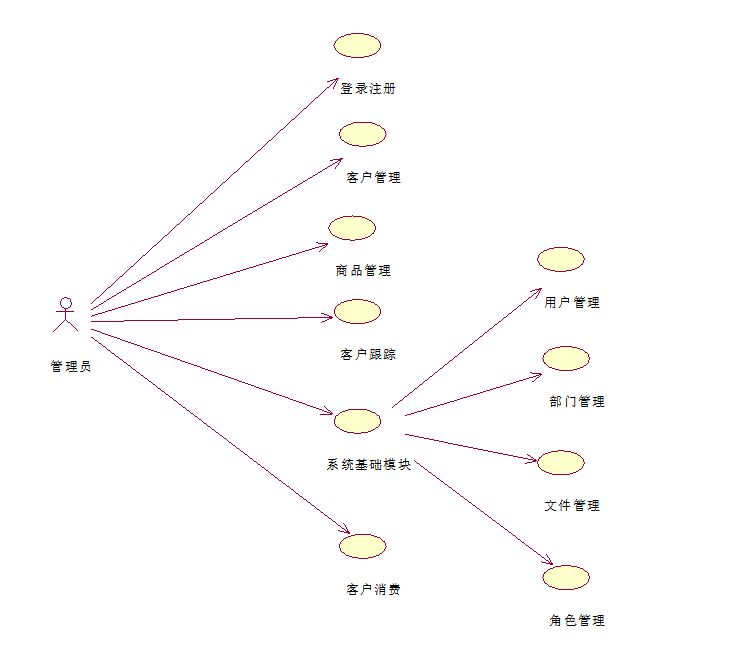 登录注册
客户管理
商品管理
客户跟踪
系统基础模块
客户消费
管理员
用户管理
部门管理
文件管理
角色管理